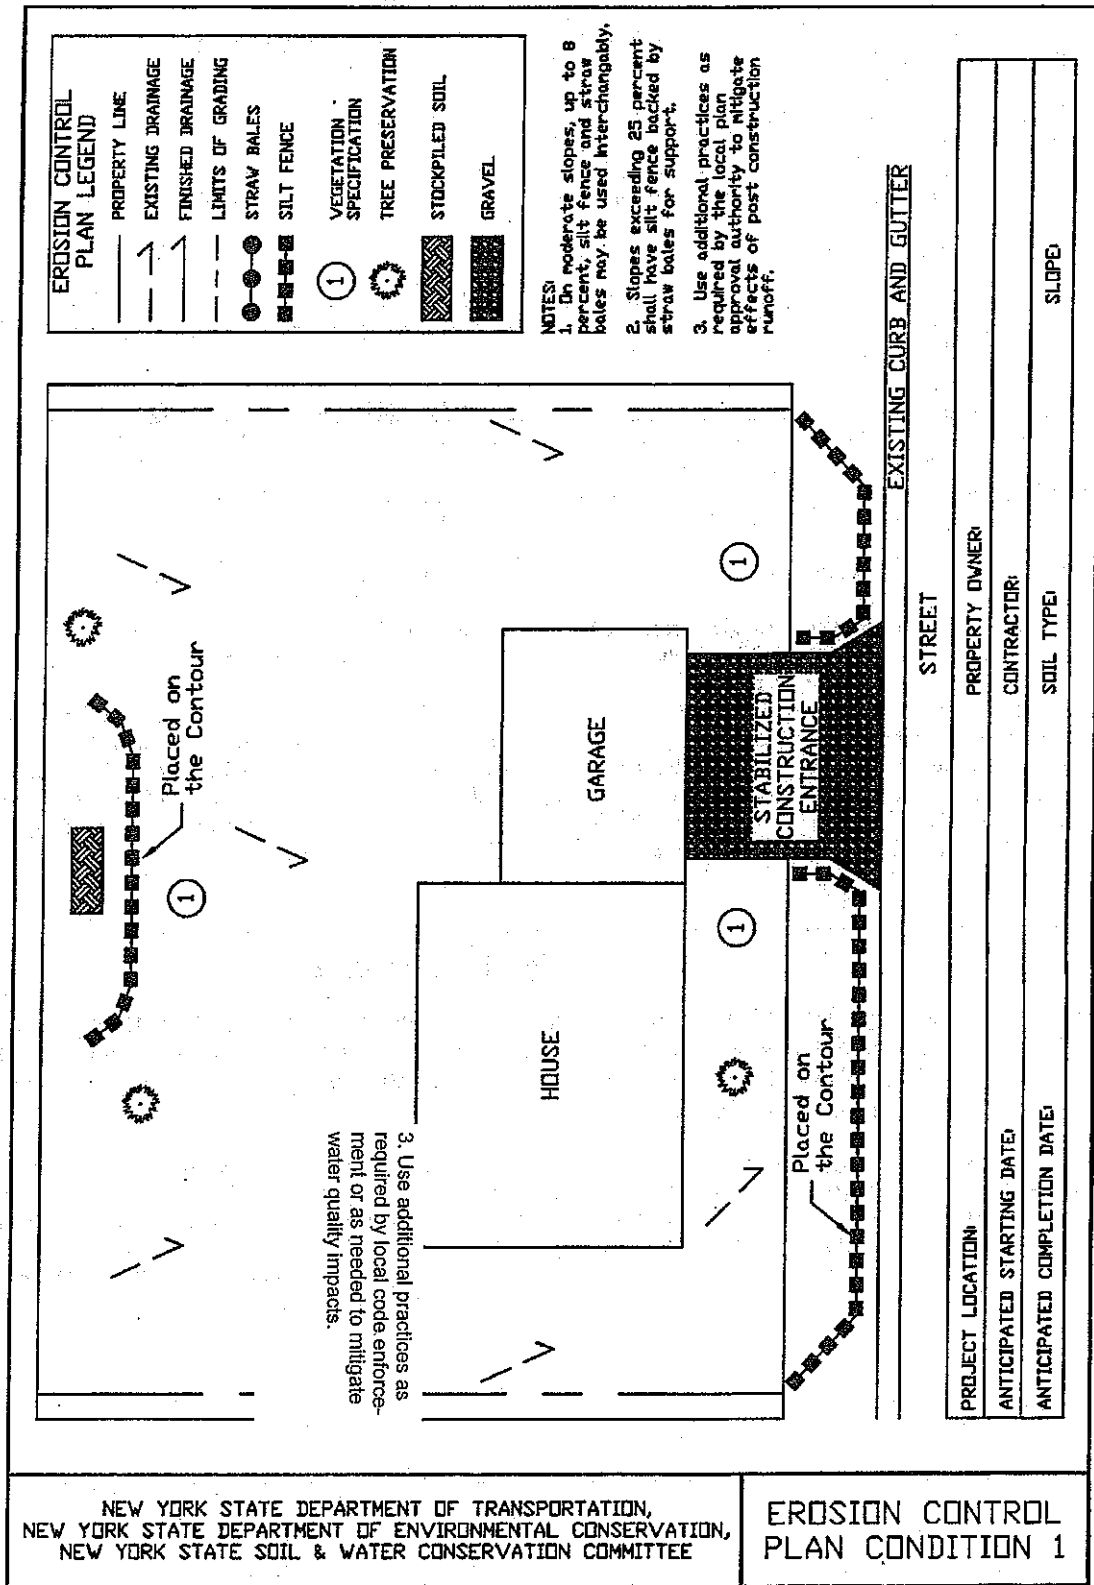 EROSION CONTROL
PLAN LEGEND
PROPERTY LINE
EXISTING DRAINAGE
FINISHED DRAINAGE
LIMITS OF GRADING
STRAW BALES
SILT FENCE
1
VEGETATION
SPECIFICATION
TREE PRESERVATION
STOCKPILED SOIL
GRAVEL
NOTES:
1. On moderate slopes, up to 8
percent, silt fence and straw
bales may be used interchangably.
2. Slopes exceeding 25 percent
shall have silt fence backed by
straw bales for support.
3. Use additional practices as
required by the local plan
approval authority to mitigate
effects of post construction
runoff.
Placed on
the Contour
1
3. Use additional practices as
required by local code enforce-
ment or as needed to mitigate
water quality impacts.
HOUSE
GARAGE
1
1
STABILIZED
CONSTRUCTION
ENTRANCE
Placed on
the Contour
EXISTING CURB AND GUTTER
STREET
PROJECT LOCATION:
PROPERTY OWNER:
ANTICIPATED STARTING DATE:
CONTRACTOR:
ANTICIPATED COMPLETION DATE:
SOIL TYPE:
SLOPE:
NEW YORK STATE DEPARTMENT OF TRANSPORTATION,
NEW YORK STATE DEPARTMENT OF ENVIRONMENTAL CONSERVATION,
NEW YORK STATE SOIL & WATER CONSERVATION COMMITTEE
EROSION CONTROL
PLAN CONDITION 1